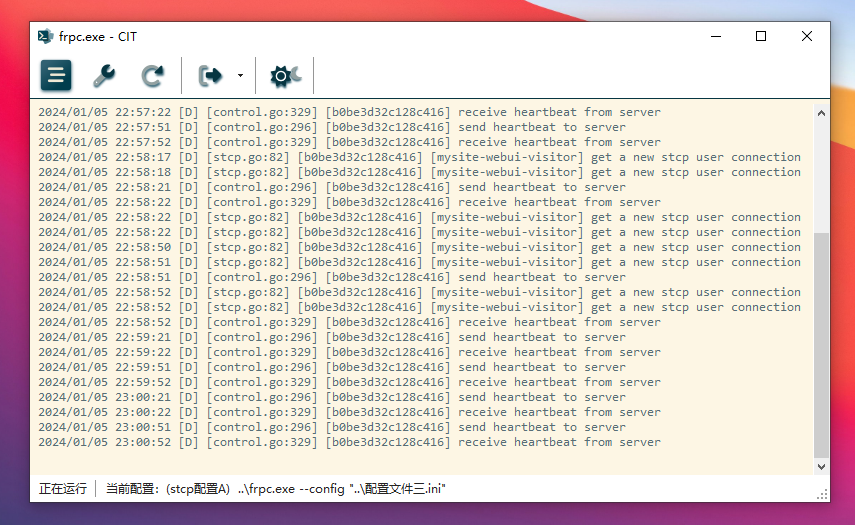 frpc.exe - CIT
2024/01/05 22:57:22 [D] [control.go:329] [b0be3d32c128c416] receive heartbeat from server
2024/01/05 22:57:51 [D] [control.go:296] [b0be3d32c128c416] send heartbeat to server
2024/01/05 22:57:52 [D] [control.go:329] [b0be3d32c128c416] receive heartbeat from server
2024/01/05 22:58:17 [D] [stcp.go:82] [b0be3d32c128c416] [mysite-webui-visitor] get a new stcp user connection
2024/01/05 22:58:18 [D] [stcp.go:82] [b0be3d32c128c416] [mysite-webui-visitor] get a new stcp user connection
2024/01/05 22:58:21 [D] [control.go:296] [b0be3d32c128c416] send heartbeat to server
2024/01/05 22:58:22 [D] [control.go:329] [b0be3d32c128c416] receive heartbeat from server
2024/01/05 22:58:22 [D] [stcp.go:82] [b0be3d32c128c416] [mysite-webui-visitor] get a new stcp user connection
2024/01/05 22:58:22 [D] [stcp.go:82] [b0be3d32c128c416] [mysite-webui-visitor] get a new stcp user connection
2024/01/05 22:58:50 [D] [stcp.go:82] [b0be3d32c128c416] [mysite-webui-visitor] get a new stcp user connection
2024/01/05 22:58:51 [D] [stcp.go:82] [b0be3d32c128c416] [mysite-webui-visitor] get a new stcp user connection
2024/01/05 22:58:51 [D] [control.go:296] [b0be3d32c128c416] send heartbeat to server
2024/01/05 22:58:52 [D] [stcp.go:82] [b0be3d32c128c416] [mysite-webui-visitor] get a new stcp user connection
2024/01/05 22:58:52 [D] [stcp.go:82] [b0be3d32c128c416] [mysite-webui-visitor] get a new stcp user connection
2024/01/05 22:58:52 [D] [control.go:329] [b0be3d32c128c416] receive heartbeat from server
2024/01/05 22:59:21 [D] [control.go:296] [b0be3d32c128c416] send heartbeat to server
2024/01/05 22:59:22 [D] [control.go:329] [b0be3d32c128c416] receive heartbeat from server
2024/01/05 22:59:51 [D] [control.go:296] [b0be3d32c128c416] send heartbeat to server
2024/01/05 22:59:52 [D] [control.go:329] [b0be3d32c128c416] receive heartbeat from server
2024/01/05 23:00:21 [D] [control.go:296] [b0be3d32c128c416] send heartbeat to server
2024/01/05 23:00:22 [D] [control.go:329] [b0be3d32c128c416] receive heartbeat from server
2024/01/05 23:00:51 [D] [control.go:296] [b0be3d32c128c416] send heartbeat to server
2024/01/05 23:00:52 [D] [control.go:329] [b0be3d32c128c416] receive heartbeat from server
正在运行 当前配置：(stcp配置A) ..\frpc.exe --config "..\配置文件三.ini"